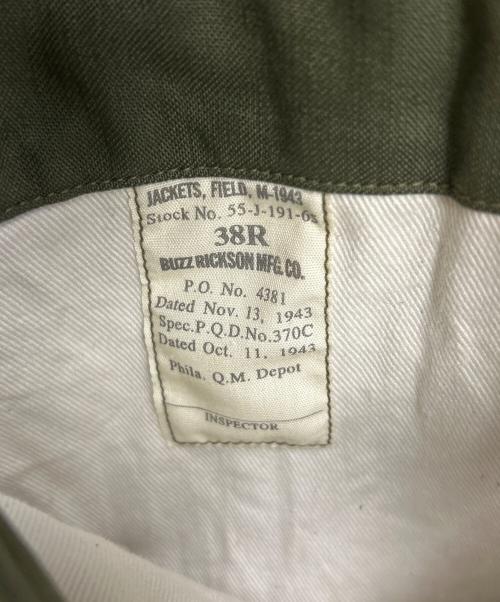 JACKETS, FIELD, M-1943
Stock No. 55-J-191-65
38R
BUZZ RICKSON MFG. CO.
P.O. No. 4381
Dated Nov. 13, 1943
Spec.P.Q.D.No.370C
Dated Oct. 11, 1943
Phila. Q.M. Depot
INSPECTOR